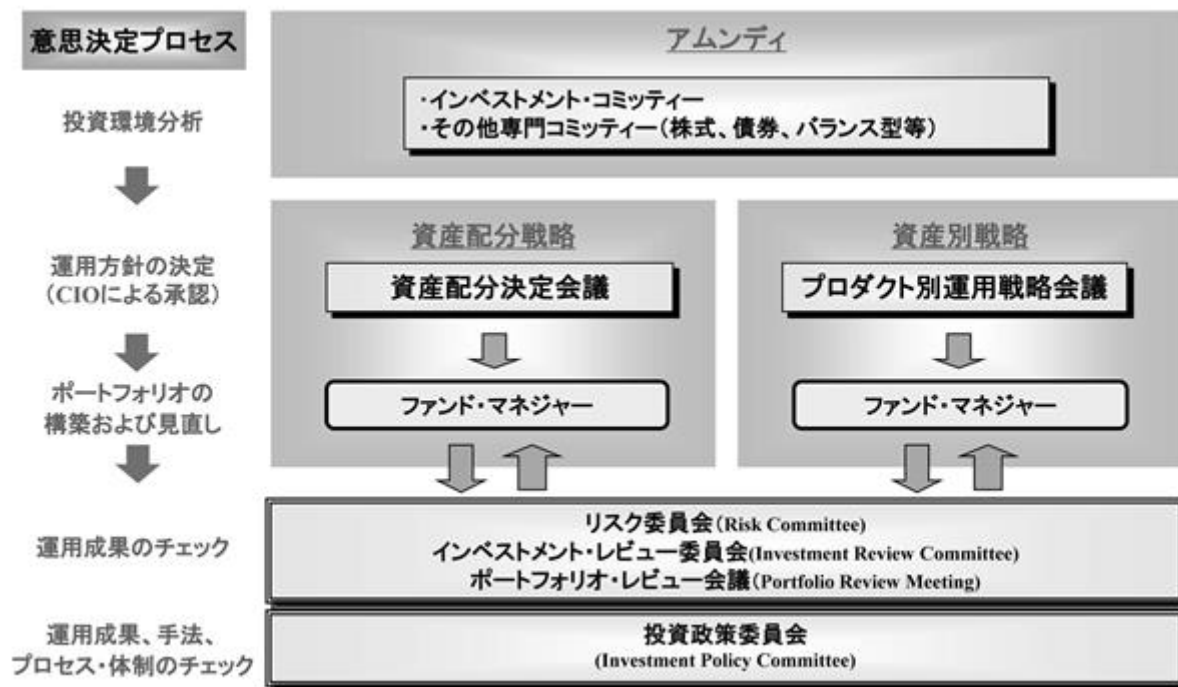 意思決定プロセス
アムンディ
投資環境分析
・インベストメント・コミッティー
・その他専門コミッティー(株式、債券、バランス型等)
運用方針の決定
(CIOによる承認)
資産配分戦略
資産配分決定会議
資産別戦略
プロダクト別運用戦略会議
ポートフォリオの
構築および見直し
ファンド・マネジャー
ファンド・マネジャー
運用成果のチェック
リスク委員会(Risk Committee)
インベストメント・レビュー委員会(Investment Review Committee)
ポートフォリオ・レビュー会議(Portfolio Review Meeting)
運用成果、手法、
プロセス・体制のチェック
投資政策委員会
(Investment Policy Committee)